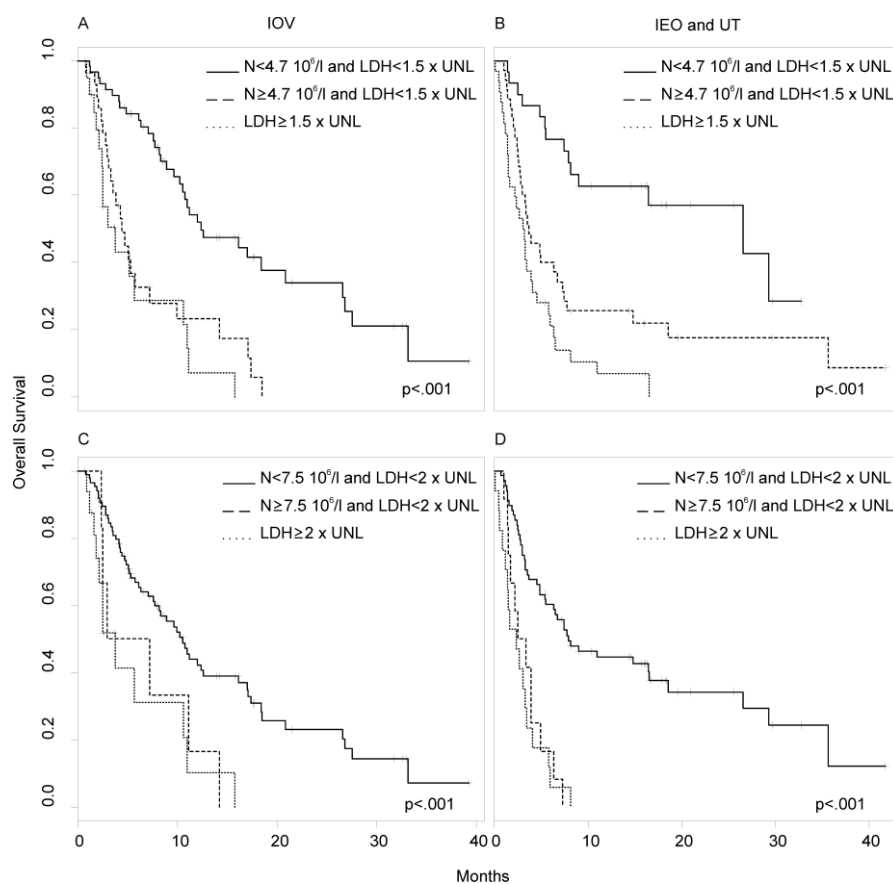 A
IOV
B
IEO and UT
N<4.7 10⁶/l and LDH<1.5 x UNL
N≥4.7 10⁶/l and LDH<1.5 x UNL
LDH≥1.5 x UNL
p<.001
N<4.7 10⁶/l and LDH<1.5 x UNL
N≥4.7 10⁶/l and LDH<1.5 x UNL
LDH≥1.5 x UNL
p<.001
1.0
0.8
0.6
0.4
0.2
0.0
Overall Survival
C
D
N<7.5 10⁶/l and LDH<2 x UNL
N≥7.5 10⁶/l and LDH<2 x UNL
LDH≥2 x UNL
p<.001
N<7.5 10⁶/l and LDH<2 x UNL
N≥7.5 10⁶/l and LDH<2 x UNL
LDH≥2 x UNL
p<.001
1.0
0.8
0.6
0.4
0.2
0.0
0 10 20 30 40
0 10 20 30 40
Months